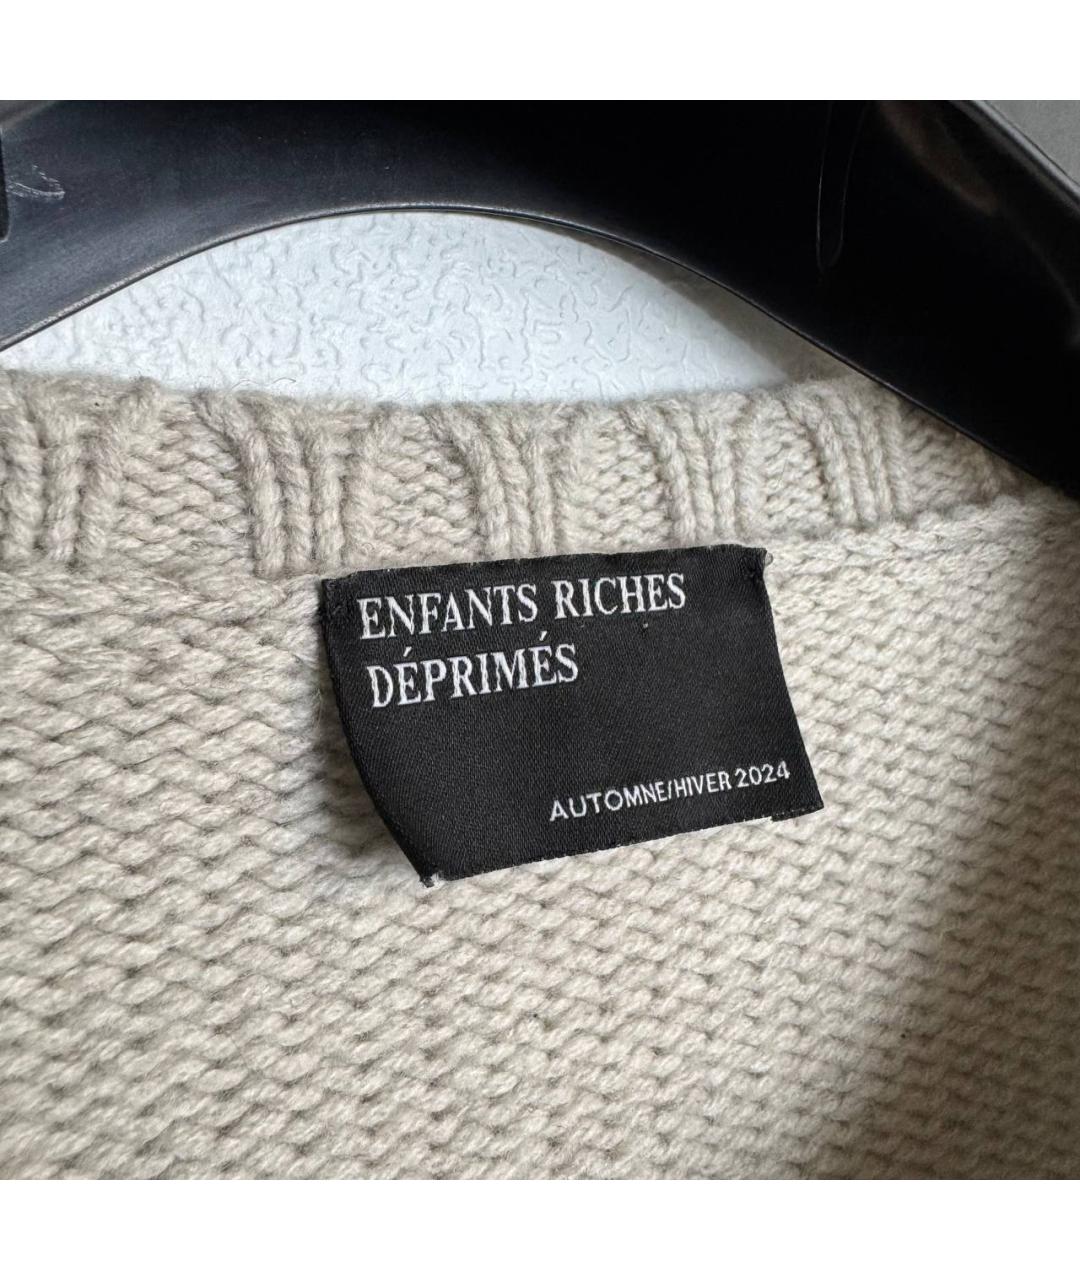 ENFANTS RICHES
DÉPRIMÉS
AUTOMNE/HIVER 2024